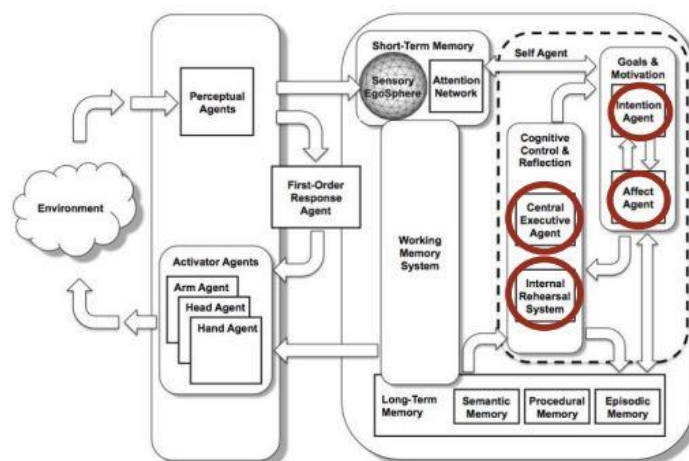 Short-Term Memory
Sensory
EgoSphere
Attention
Network
Self Agent
Goals &
Motivation
Intention
Agent
Affect
Agent
Perceptual
Agents
First-Order
Response
Agent
Environment
Cognitive
Control &
Reflection
Central
Executive
Agent
Internal
Rehearsal
System
Working
Memory
System
Activator Agents
Arm Agent
Head Agent
Hand Agent
Long-Term
Memory
Semantic
Memory
Procedural
Memory
Episodic
Memory